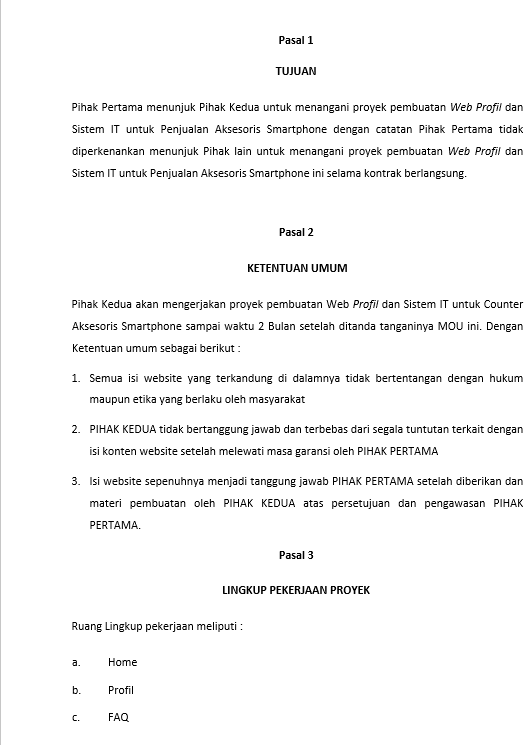 Pasal 1
TUJUAN
Pihak Pertama menunjuk Pihak Kedua untuk menangani proyek pembuatan Web Profil dan
Sistem IT untuk Penjualan Aksesoris Smartphone dengan catatan Pihak Pertama tidak
diperkenankan menunjuk Pihak lain untuk menangani proyek pembuatan Web Profil dan
Sistem IT untuk Penjualan Aksesoris Smartphone ini selama kontrak berlangsung.
Pasal 2
KETENTUAN UMUM
Pihak Kedua akan mengerjakan proyek pembuatan Web Profil dan Sistem IT untuk Counter
Aksesoris Smartphone sampai waktu 2 Bulan setelah ditanda tanganinya MOU ini. Dengan
Ketentuan umum sebagai berikut :
1. Semua isi website yang terkandung di dalamnya tidak bertentangan dengan hukum
maupun etika yang berlaku oleh masyarakat
2. PIHAK KEDUA tidak bertanggung jawab dan terbebas dari segala tuntutan terkait dengan
isi konten website setelah melewati masa garansi oleh PIHAK PERTAMA
3. Isi website sepenuhnya menjadi tanggung jawab PIHAK PERTAMA setelah diberikan dan
materi pembuatan oleh PIHAK KEDUA atas persetujuan dan pengawasan PIHAK
PERTAMA.
Pasal 3
LINGKUP PEKERJAAN PROYEK
Ruang Lingkup pekerjaan meliputi :
a. Home
b. Profil
c. FAQ